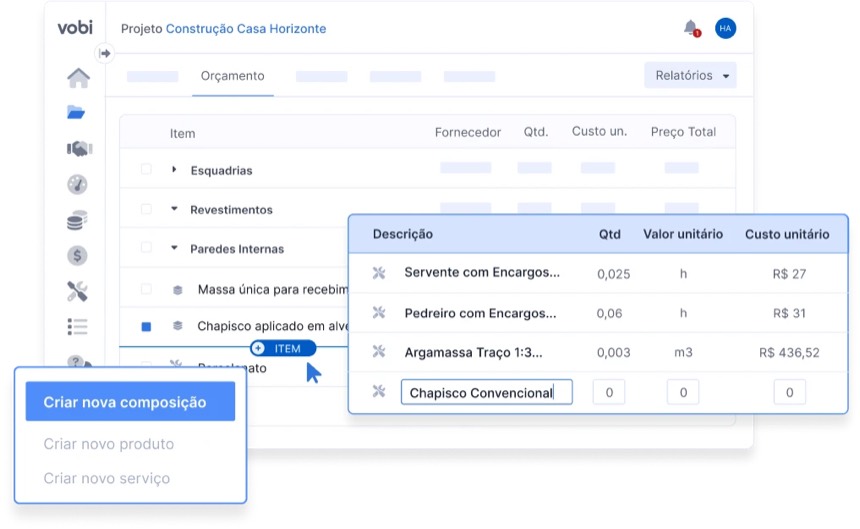 vobi
Projeto Construção Casa Horizonte
1
HA
Orçamento
Relatórios
Item Fornecedor Qtd. Custo un. Preço Total
Esquadrias
Revestimentos
Paredes Internas
Massa única para recebim
Chapisco aplicado em alve
ITEM
Descrição Qtd Valor unitário Custo unitário
Servente com Encargos... 0,025 h R$ 27
Pedreiro com Encargos... 0,06 h R$ 31
Argamassa Traço 1:3... 0,003 m3 R$ 436,52
Chapisco Convencional 0 0 0
Criar nova composição
Criar novo produto
Criar novo serviço